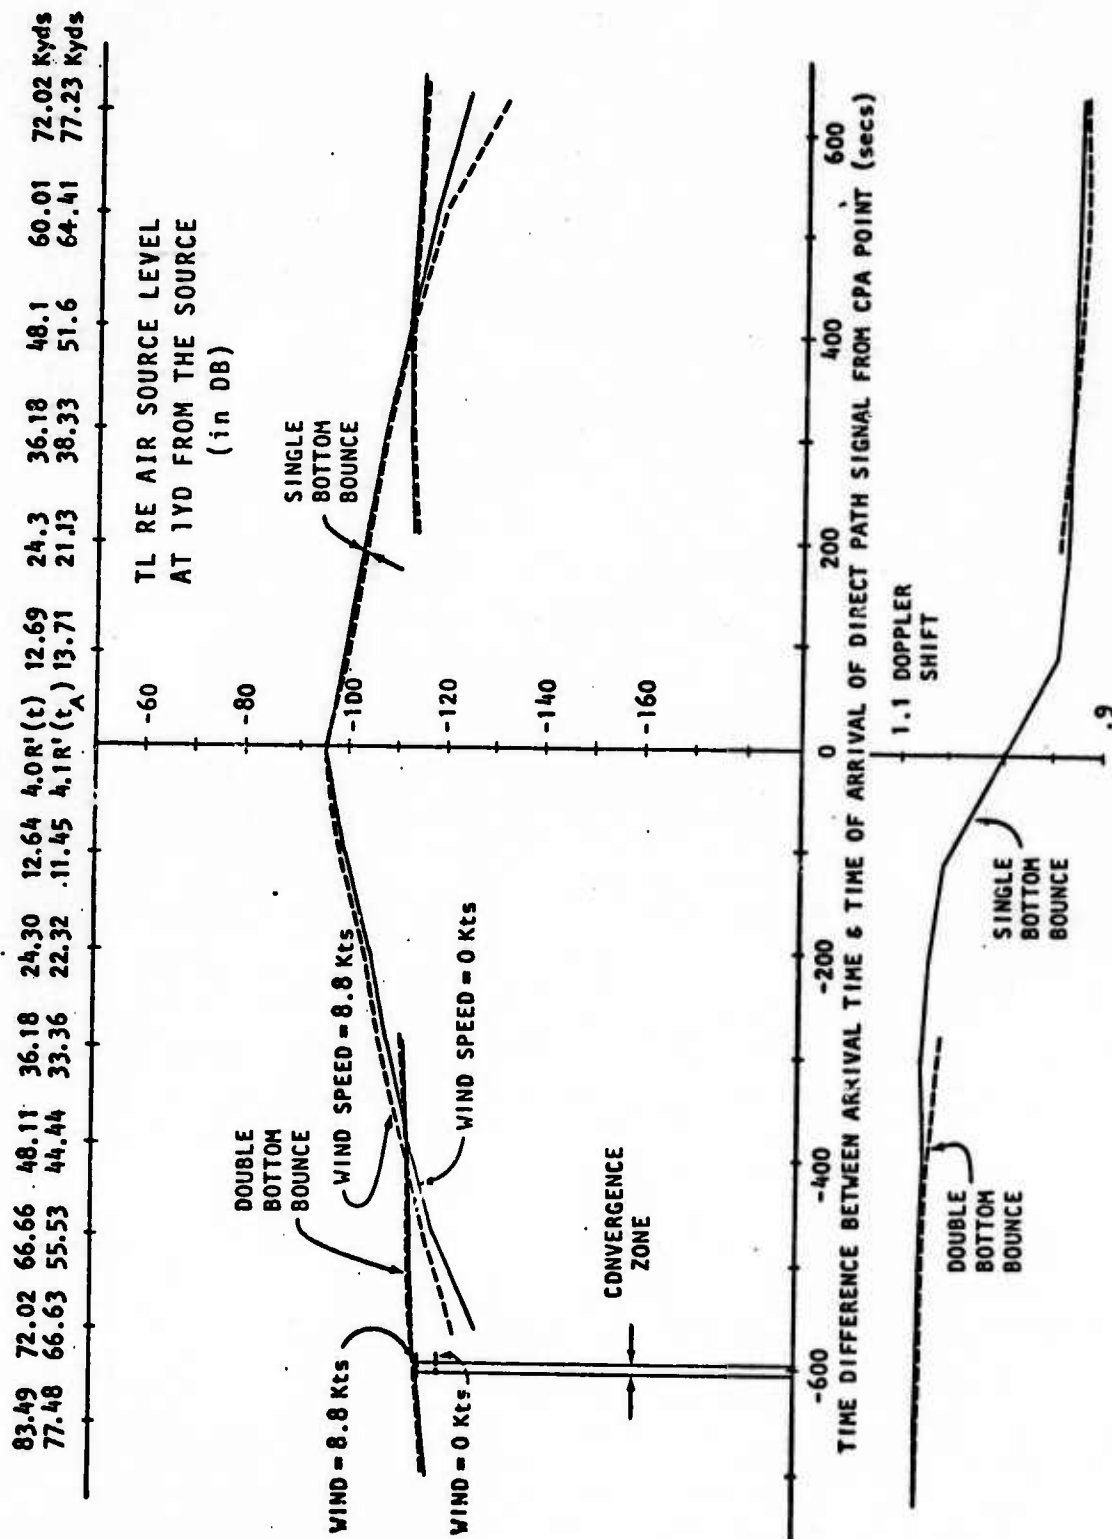 83.49 72.02 66.66 48.11 36.18 24.30 12.64 4.0R'(t) 12.69 24.3 36.18 48.1 60.01 72.02 Kyds
77.48 66.63 55.53 44.44 33.36 22.32 11.45 4.1R'(tA) 13.71 21.13 38.33 51.6 64.41 77.23 Kyds
TL RE AIR SOURCE LEVEL
AT 1YD FROM THE SOURCE
(in DB)
-60
-100
-120
-140
-160
SINGLE
BOTTOM
BOUNCE
DOUBLE
BOTTOM
BOUNCE
WIND SPEED = 8.8 Kts
WIND SPEED = 0 Kts
WIND = 8.8 Kts
WIND = 0 Kts
CONVERGENCE
ZONE
-600 -400 -200 0 200 400 600
TIME DIFFERENCE BETWEEN ARRIVAL TIME & TIME OF ARRIVAL OF DIRECT PATH SIGNAL FROM CPA POINT (secs)
1.1 DOPPLER
SHIFT
SINGLE
BOTTOM
BOUNCE
DOUBLE
BOTTOM
BOUNCE
.9